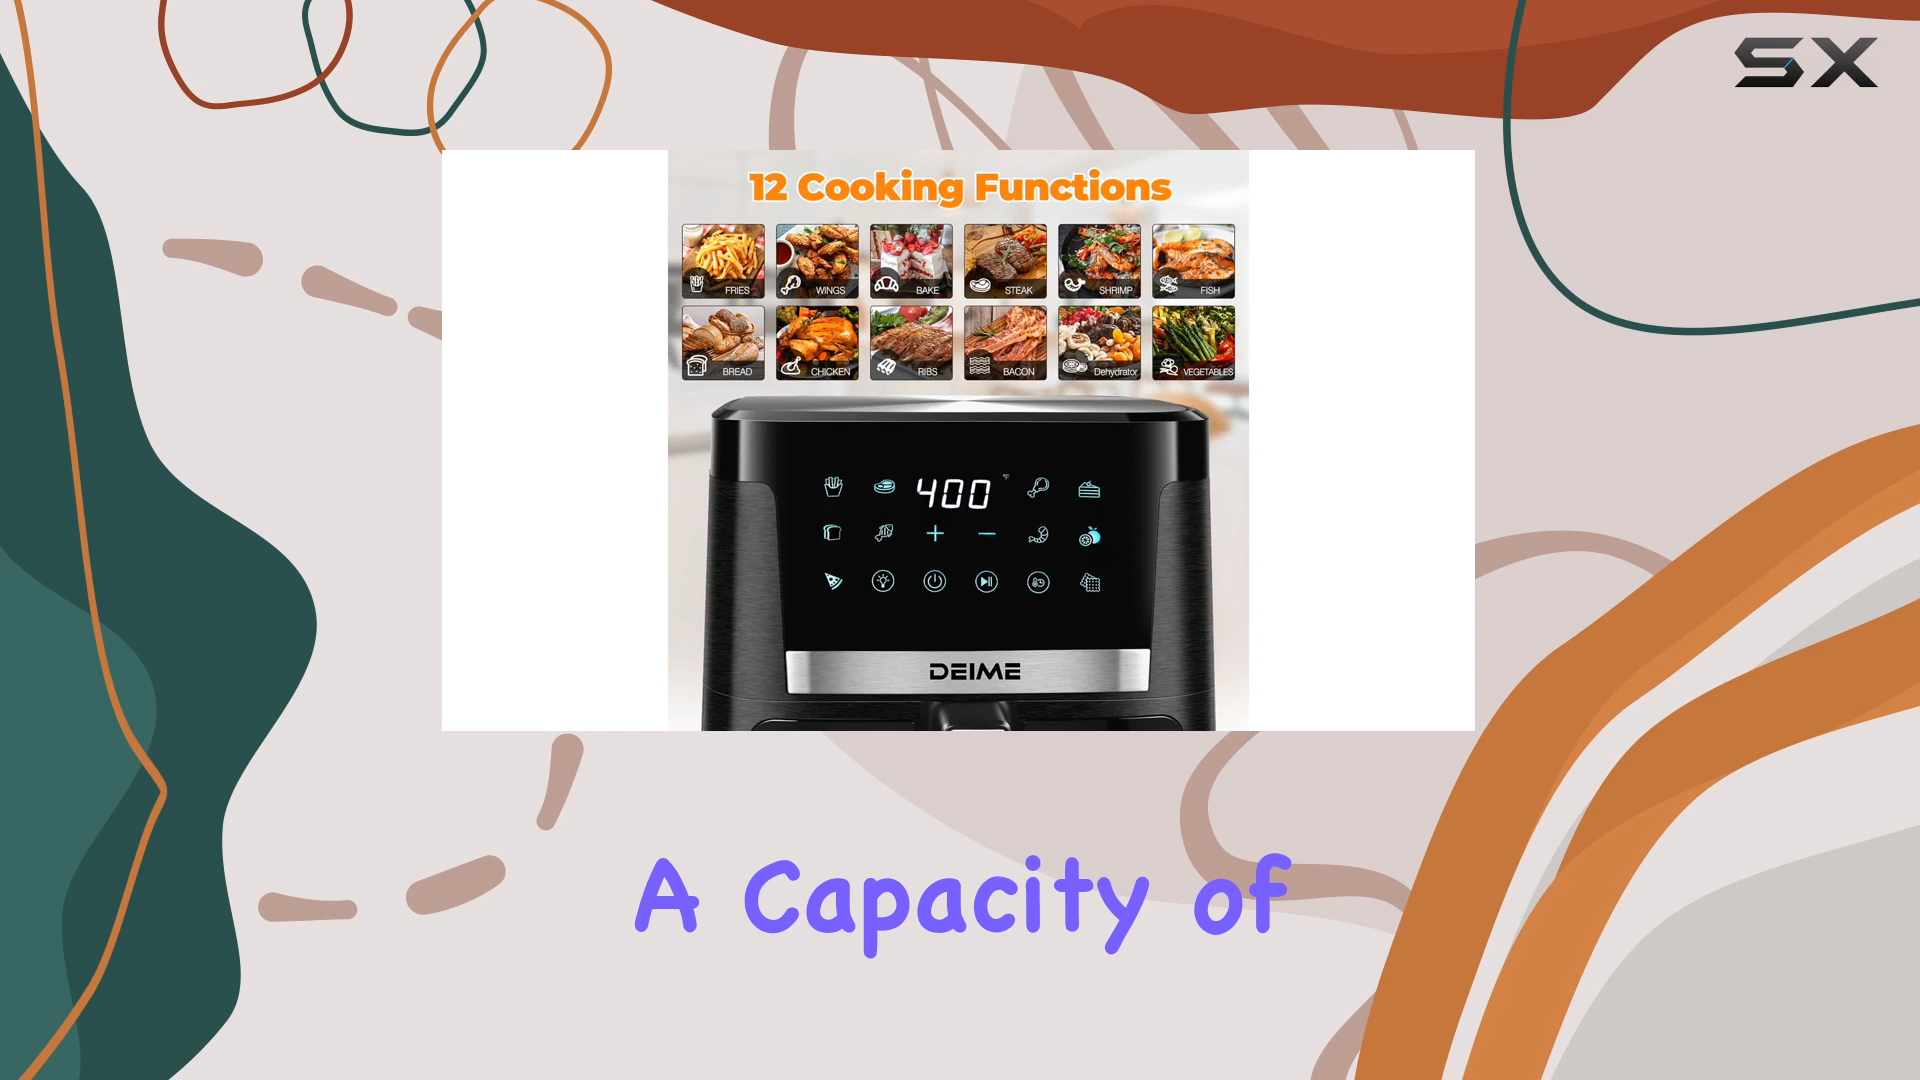 SX
12 Cooking Functions
FRIES WINGS BAKE STEAK SHRIMP FISH
BREAD CHICKEN RIBS BACON Dehydrator VEGETABLES
400 °F
DEIME
A Capacity of